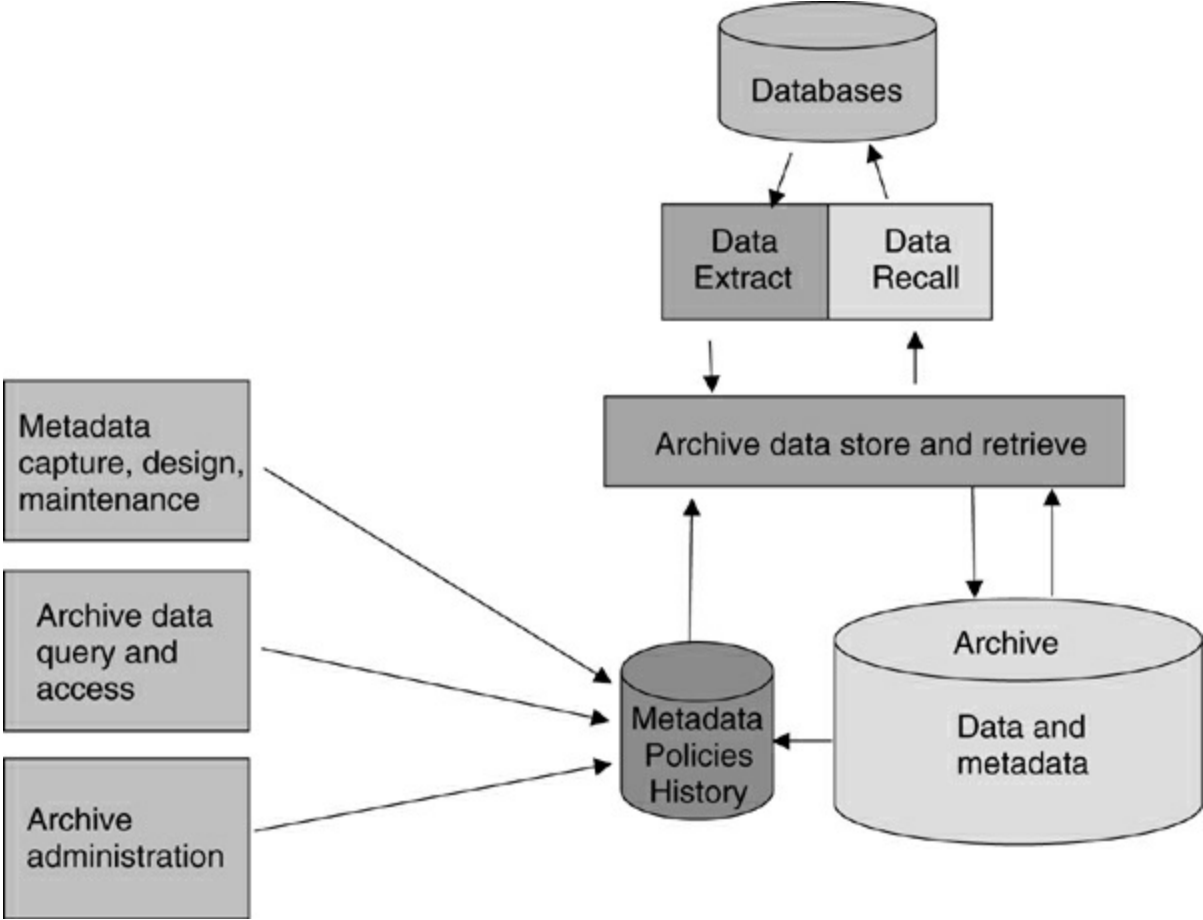 Databases
Data
Extract
Data
Recall
Archive data store and retrieve
Metadata
capture, design,
maintenance
Archive data
query and
access
Archive
administration
Metadata
Policies
History
Archive
Data and
metadata